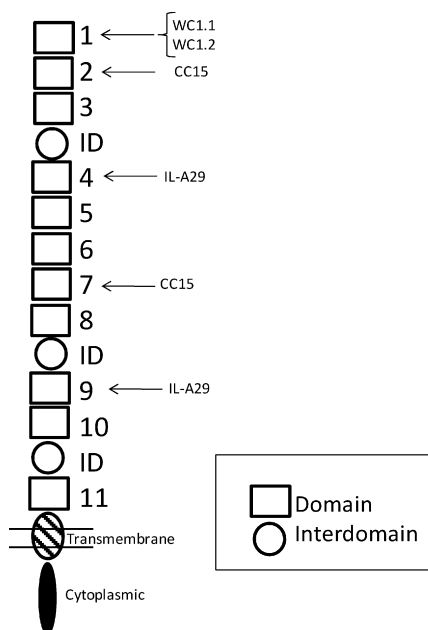 1
WC1.1
WC1.2
2
CC15
3
ID
4
IL-A29
5
6
7
CC15
8
ID
9
IL-A29
10
ID
11
Transmembrane
Cytoplasmic
Domain
Interdomain